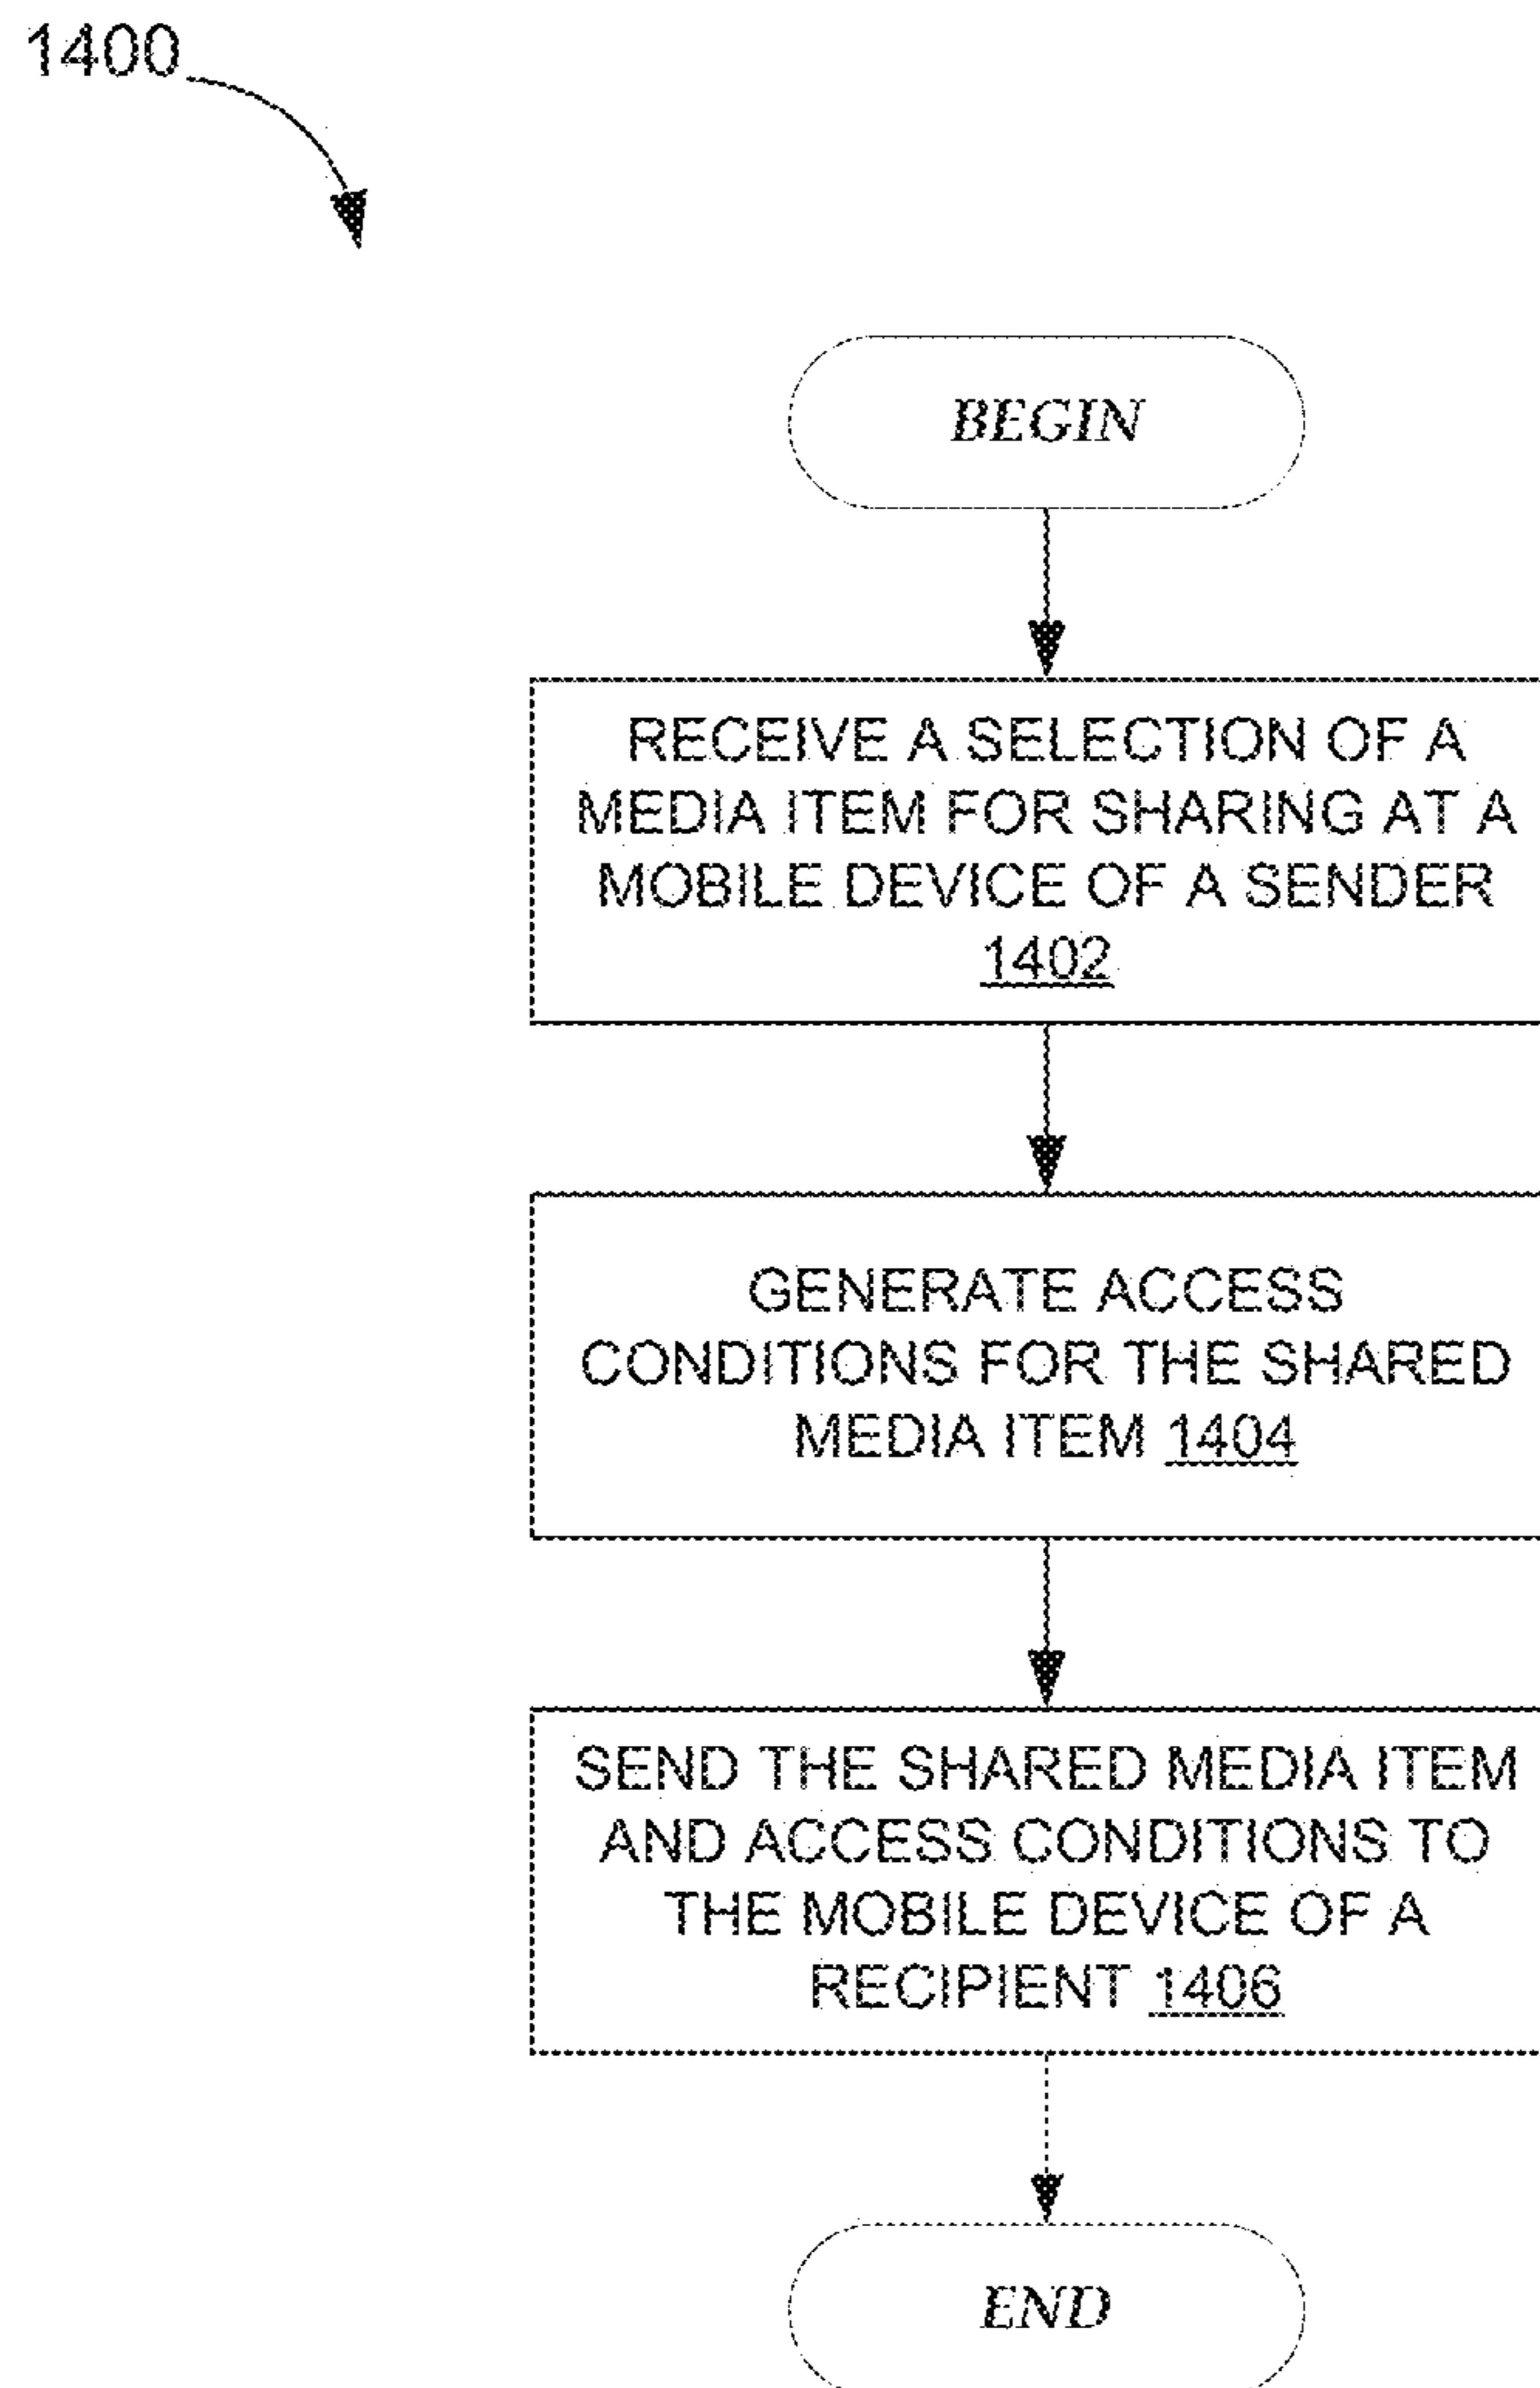 1400
BEGIN
RECEIVE A SELECTION OF A
MEDIA ITEM FOR SHARING AT A
MOBILE DEVICE OF A SENDER
1402
GENERATE ACCESS
CONDITIONS FOR THE SHARED
MEDIA ITEM 1404
SEND THE SHARED MEDIA ITEM
AND ACCESS CONDITIONS TO
THE MOBILE DEVICE OF A
RECIPIENT 1406
END